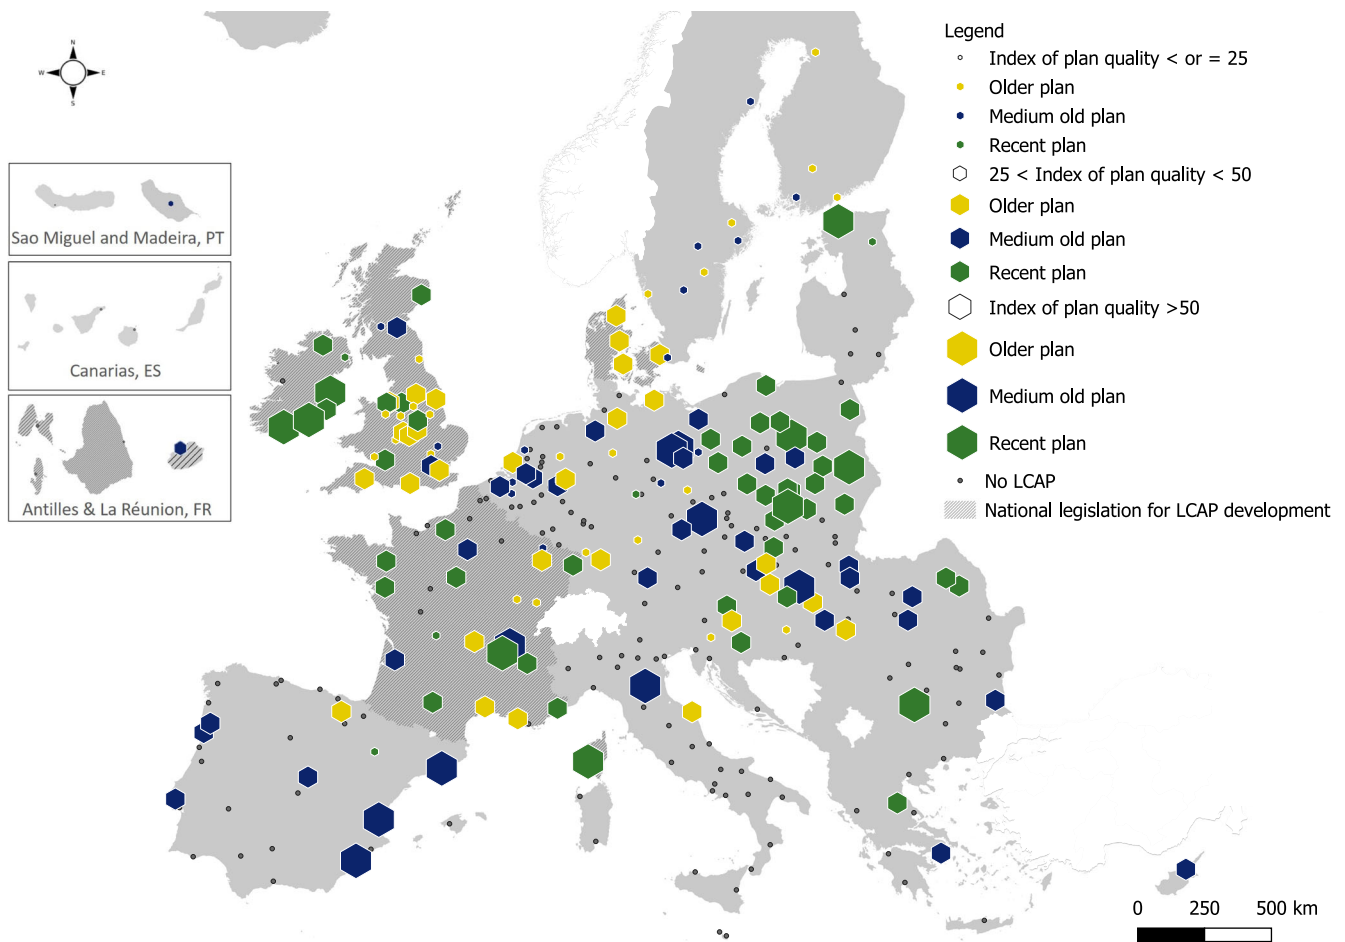 N
W E
S
Sao Miguel and Madeira, PT
Canarias, ES
Antilles & La Réunion, FR
Legend
Index of plan quality < or = 25
Older plan
Medium old plan
Recent plan
25 < Index of plan quality < 50
Older plan
Medium old plan
Recent plan
Index of plan quality >50
Older plan
Medium old plan
Recent plan
No LCAP
National legislation for LCAP development
0 250 500 km